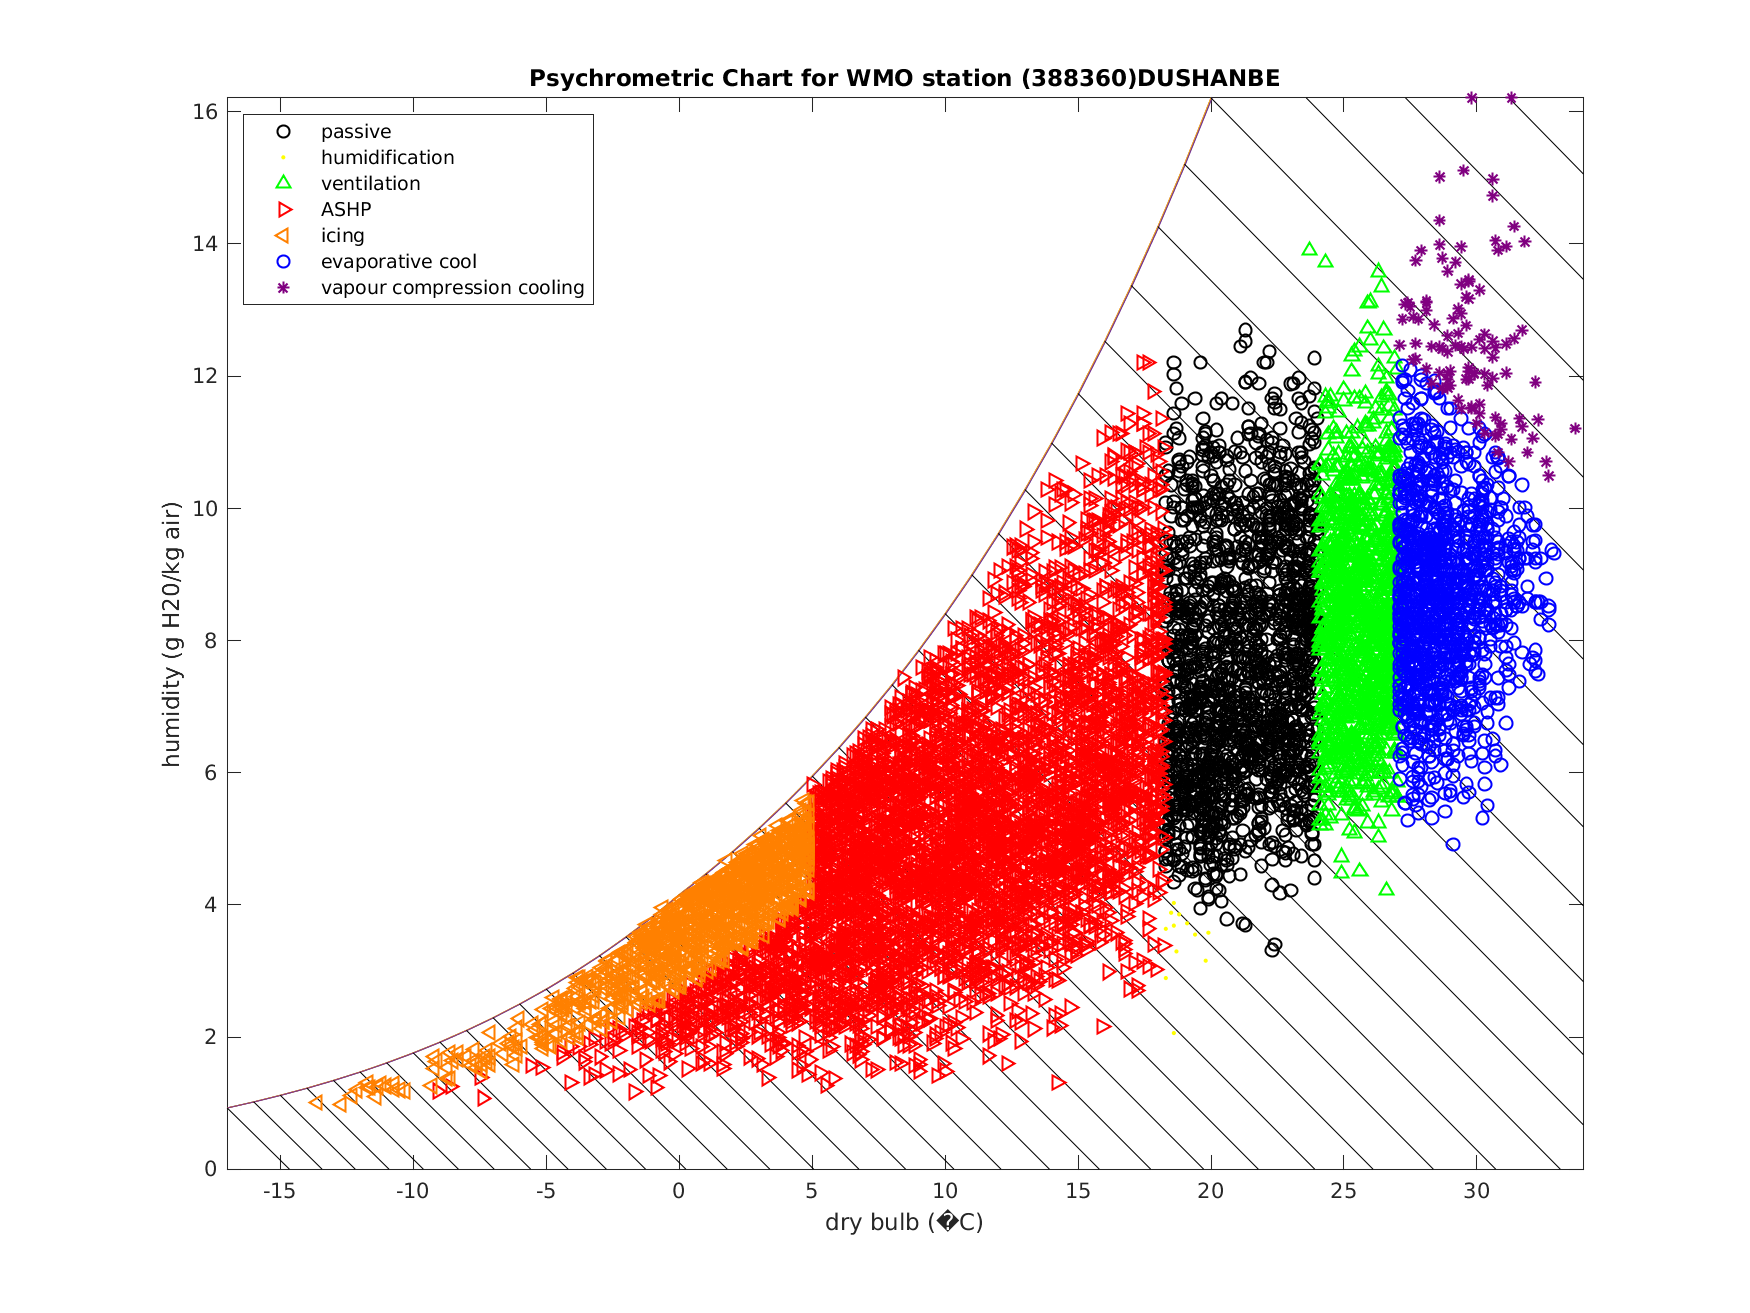 Psychrometric Chart for WMO station (388360)DUSHANBE
16
14
12
10
8
6
4
2
0
humidity (g H20/kg air)
passive
humidification
ventilation
ASHP
icing
evaporative cool
vapour compression cooling
-15 -10 -5 0 5 10 15 20 25 30
dry bulb (�C)